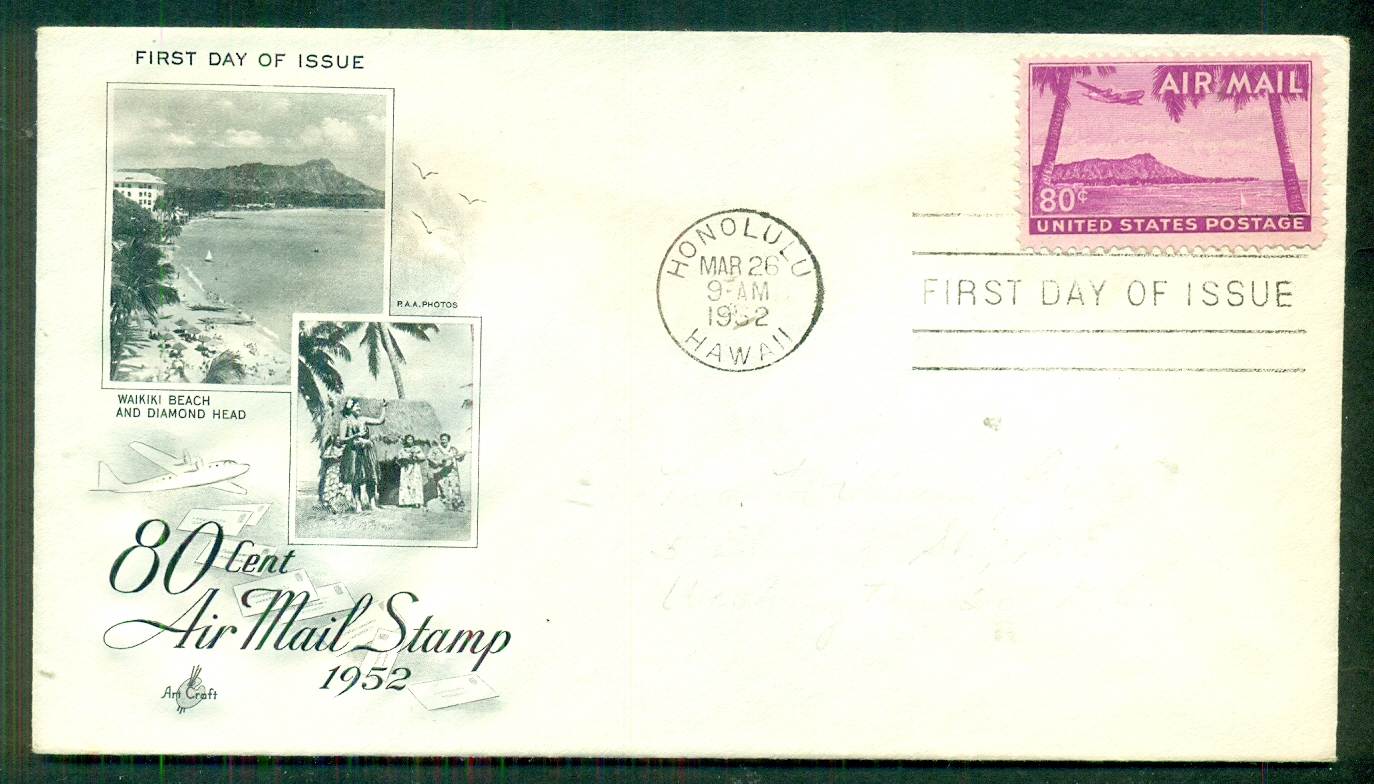 FIRST DAY OF ISSUE
P.A.A. PHOTOS
WAIKIKI BEACH
AND DIAMOND HEAD
80 Cent
Air Mail Stamp
1952
Art Craft
HONOLULU
MAR 26
9-AM
1952
HAWAII
AIR MAIL
80¢
UNITED STATES POSTAGE
FIRST DAY OF ISSUE